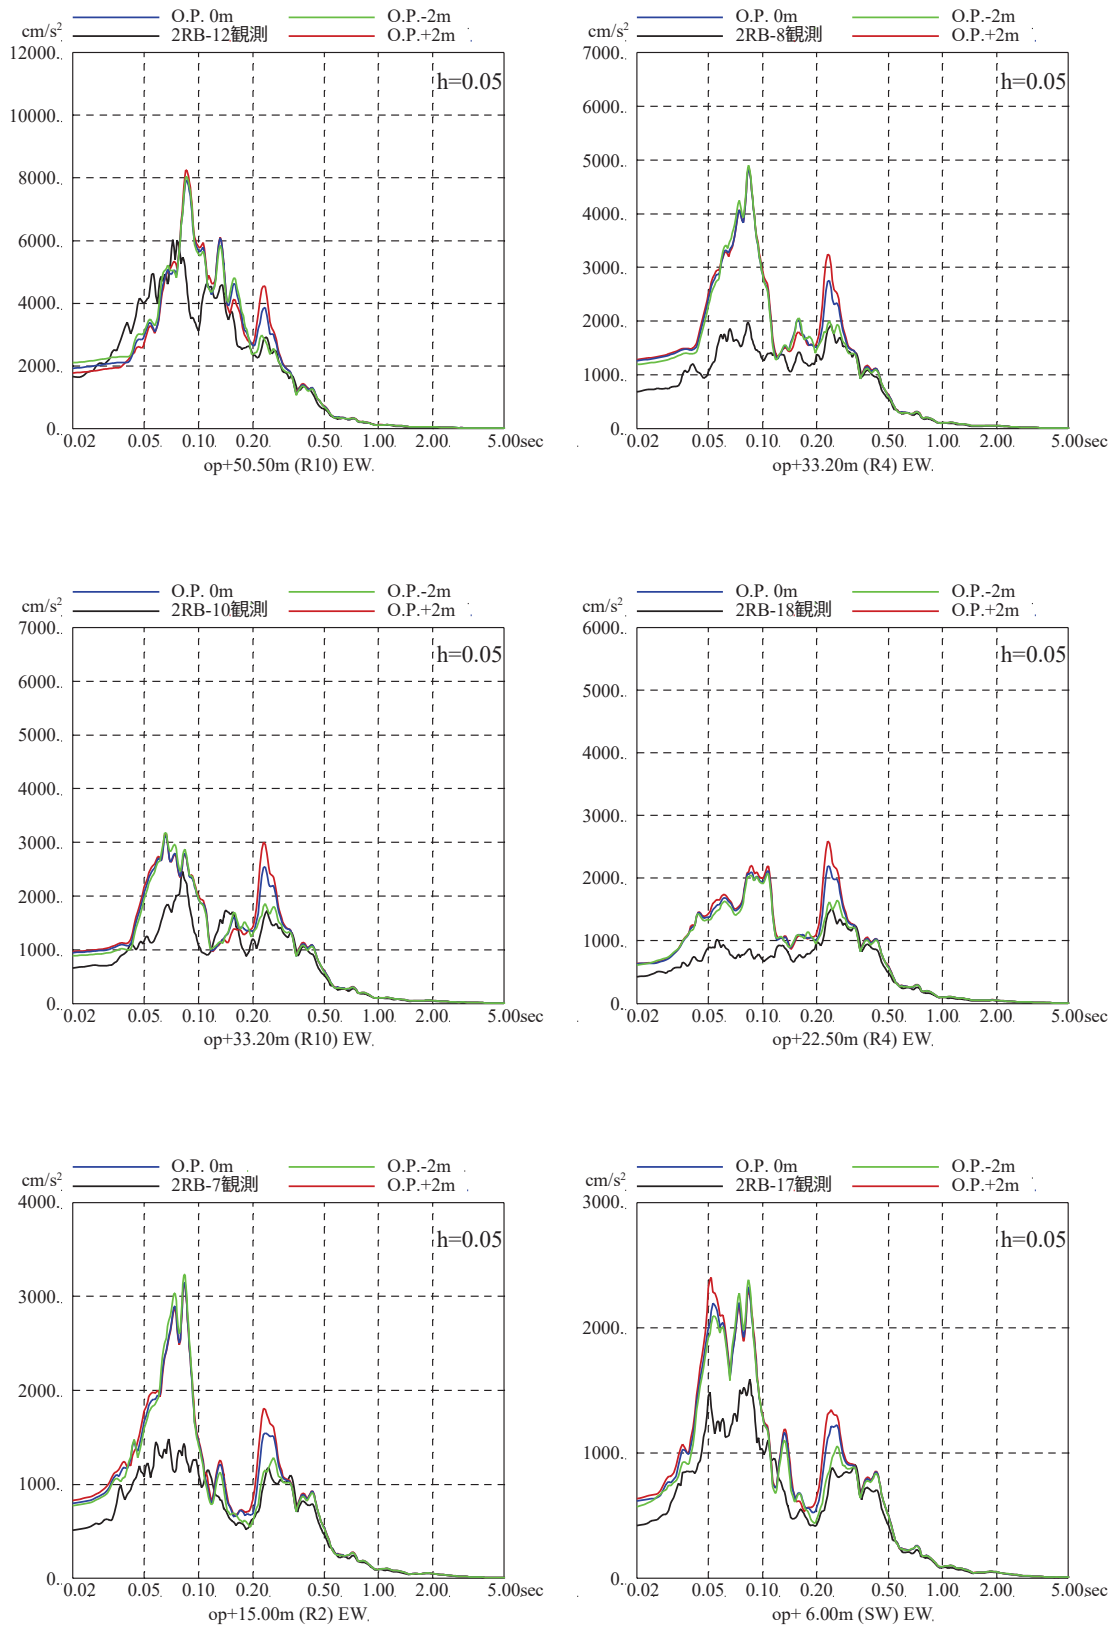 O.P. 0m O.P.-2m
cm/s² 2RB-12観測 O.P.+2m
12000.
h=0.05
10000.
8000.
6000.
4000.
2000.
0.
0.02 0.05 0.10 0.20 0.50 1.00 2.00 5.00sec
op+50.50m (R10) EW.
O.P. 0m O.P.-2m
cm/s² 2RB-8観測 O.P.+2m
7000.
h=0.05
6000.
5000.
4000.
3000.
2000.
1000.
0.
0.02 0.05 0.10 0.20 0.50 1.00 2.00 5.00sec
op+33.20m (R4) EW.
O.P. 0m O.P.-2m
cm/s² 2RB-10観測 O.P.+2m
7000.
h=0.05
6000.
5000.
4000.
3000.
2000.
1000.
0.
0.02 0.05 0.10 0.20 0.50 1.00 2.00 5.00sec
op+33.20m (R10) EW.
O.P. 0m O.P.-2m
cm/s² 2RB-18観測 O.P.+2m
6000.
h=0.05
5000.
4000.
3000.
2000.
1000.
0.
0.02 0.05 0.10 0.20 0.50 1.00 2.00 5.00sec
op+22.50m (R4) EW.
O.P. 0m O.P.-2m
cm/s² 2RB-7観測 O.P.+2m
4000.
h=0.05
3000.
2000.
1000.
0.
0.02 0.05 0.10 0.20 0.50 1.00 2.00 5.00sec
op+15.00m (R2) EW.
O.P. 0m O.P.-2m
cm/s² 2RB-17観測 O.P.+2m
3000.
h=0.05
2000.
1000.
0.
0.02 0.05 0.10 0.20 0.50 1.00 2.00 5.00sec
op+ 6.00m (SW) EW.